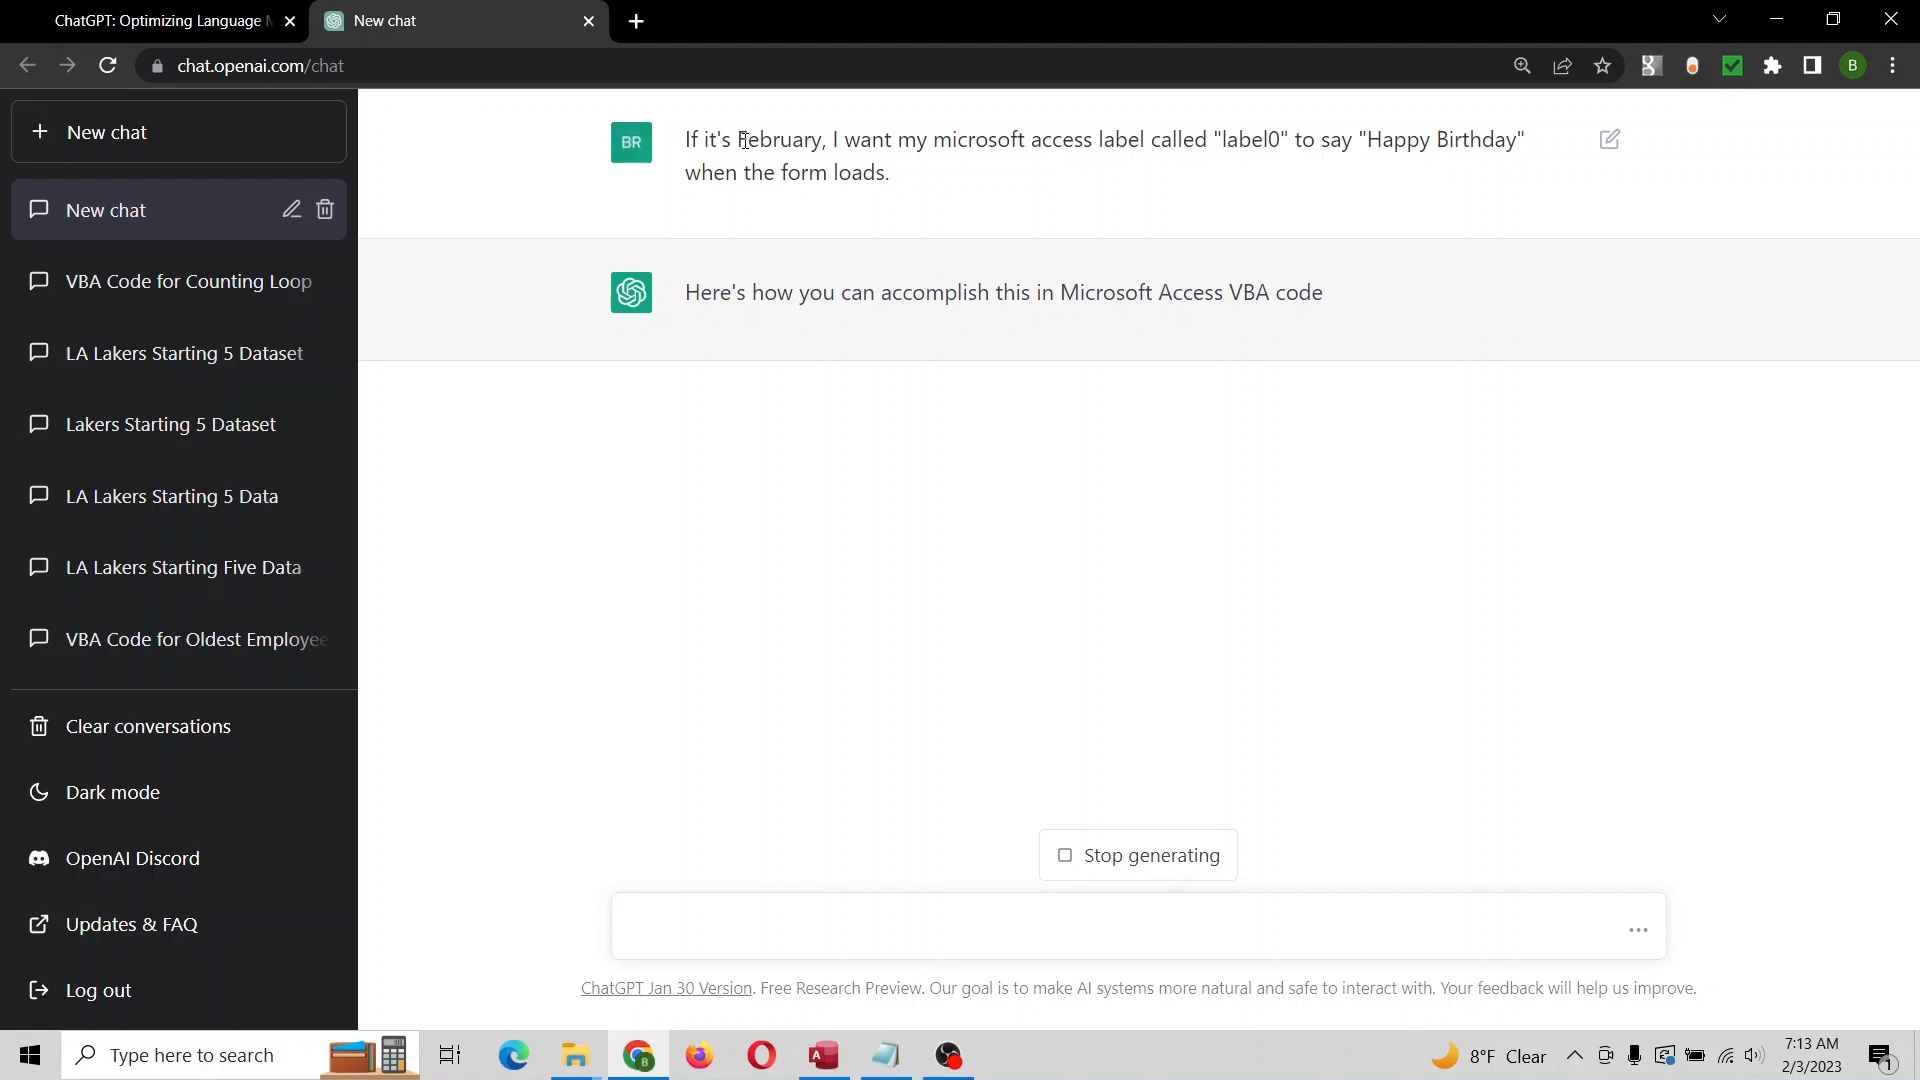 ChatGPT: Optimizing Language M
New chat
chat.openai.com/chat
B
New chat
New chat
VBA Code for Counting Loop
LA Lakers Starting 5 Dataset
Lakers Starting 5 Dataset
LA Lakers Starting 5 Data
LA Lakers Starting Five Data
VBA Code for Oldest Employee
Clear conversations
Dark mode
OpenAI Discord
Updates & FAQ
Log out
BR
If it's February, I want my microsoft access label called "label0" to say "Happy Birthday"
when the form loads.
Here's how you can accomplish this in Microsoft Access VBA code
Stop generating
ChatGPT Jan 30 Version. Free Research Preview. Our goal is to make AI systems more natural and safe to interact with. Your feedback will help us improve.
Type here to search
8°F Clear
7:13 AM
2/3/2023
1